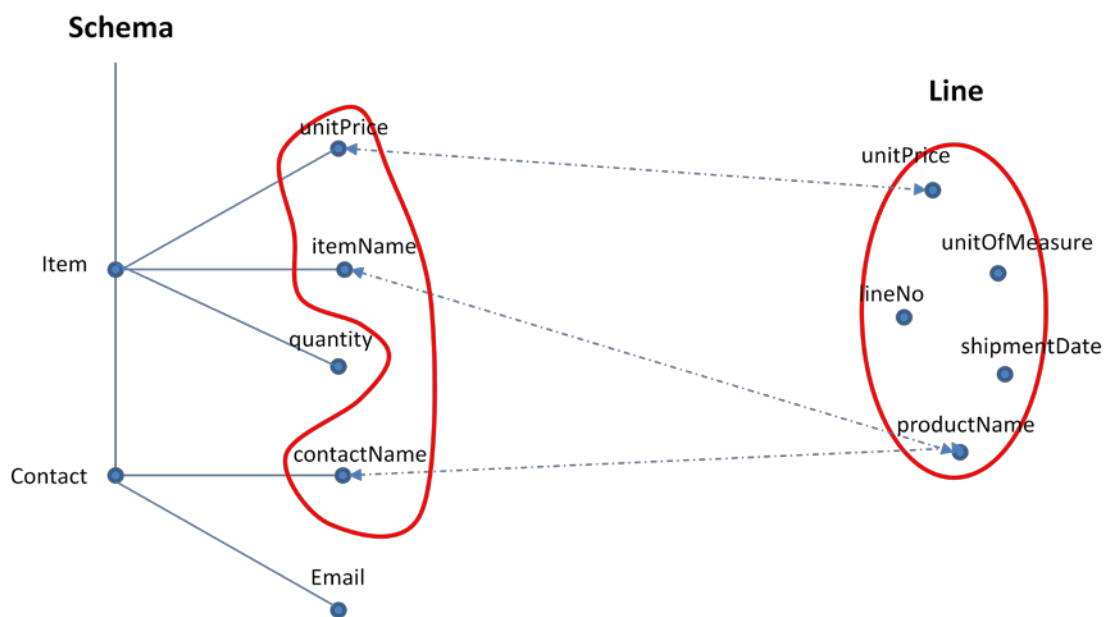 Schema
Line
unitPrice
unitPrice
itemName
unitOfMeasure
Item
lineNo
quantity
shipmentDate
productName
contactName
Contact
Email